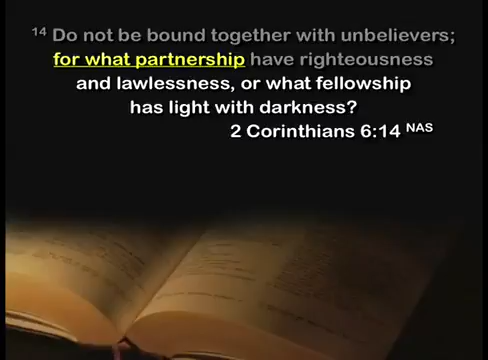 14 Do not be bound together with unbelievers;
for what partnership have righteousness
and lawlessness, or what fellowship
has light with darkness?
2 Corinthians 6:14 NAS